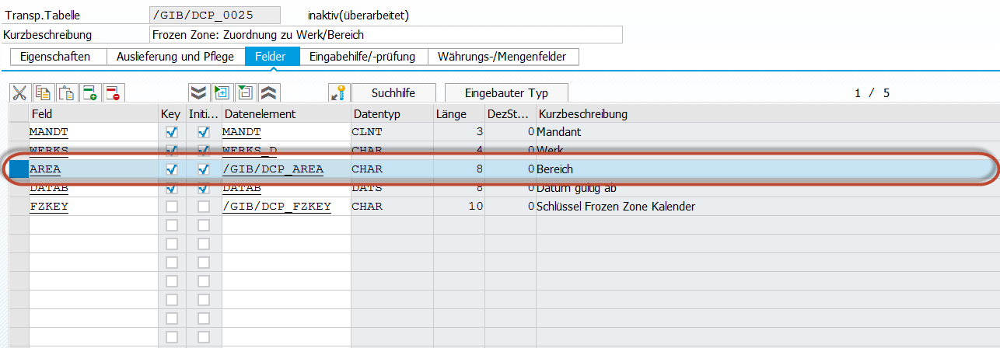 Transp.Tabelle /GIB/DCP_0025 inaktiv(überarbeitet)
Kurzbeschreibung Frozen Zone: Zuordnung zu Werk/Bereich
Eigenschaften Auslieferung und Pflege Felder Eingabehilfe/-prüfung Währungs-/Mengenfelder
Suchhilfe Eingebauter Typ 1 / 5
Feld Key Initi... Datenelement Datentyp Länge DezSt... Kurzbeschreibung
MANDT MANDT CLNT 3 0 Mandant
WERKS WERKS_D CHAR 4 0 Werk
AREA /GIB/DCP_AREA CHAR 8 0 Bereich
DATAB DATAB DATS 8 0 Datum gültig ab
FZKEY /GIB/DCP_FZKEY CHAR 10 0 Schlüssel Frozen Zone Kalender